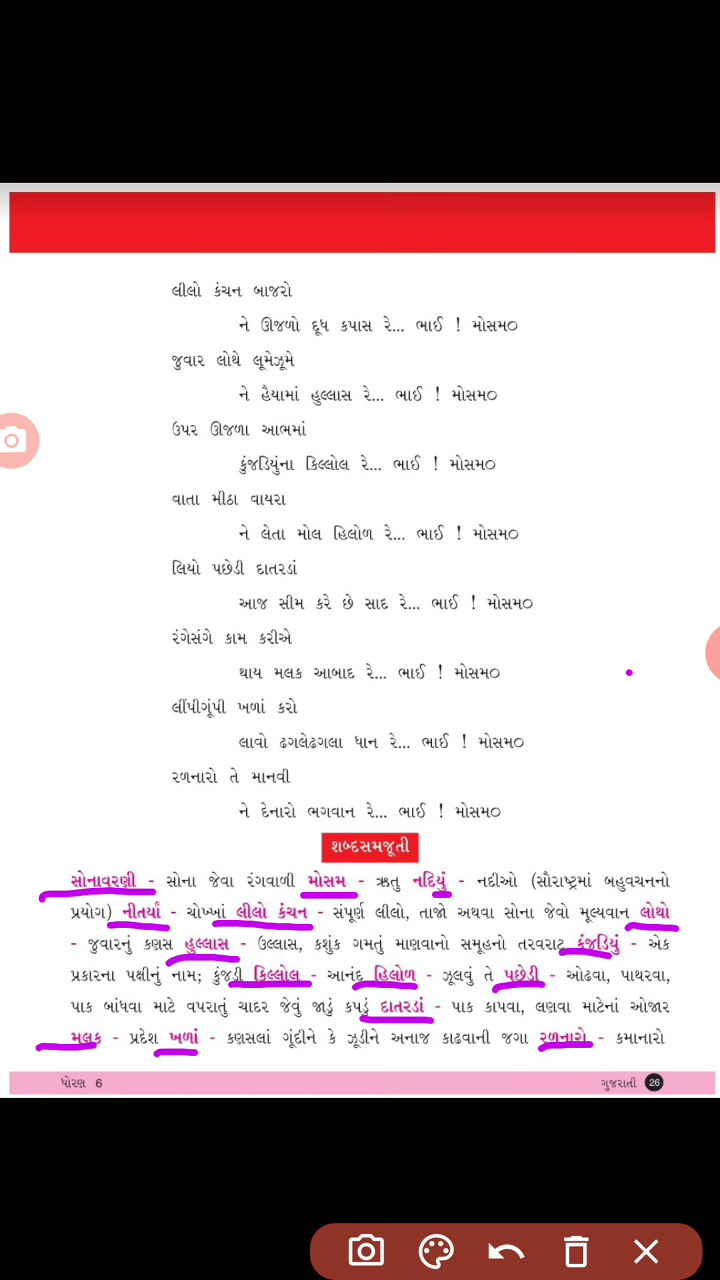 લીલો કંચન બાજરો
ને ઊજળો દૂધ કપાસ રે... ભાઈ ! મોસમ૦
જુવાર લોથે લૂમેઝૂમે
ને હૈયામાં હુલ્લાસ રે... ભાઈ ! મોસમ૦
ઉપર ઊજળા આભમાં
કુંજડિયુંના કિલ્લોલ રે... ભાઈ ! મોસમ૦
વાતા મીઠા વાયરા
ને લેતા મોલ હિલોળ રે... ભાઈ ! મોસમ૦
લિયો પછેડી દાતરડાં
આજ સીમ કરે છે સાદ રે... ભાઈ ! મોસમ૦
રંગેસંગે કામ કરીએ
થાય મલક આબાદ રે... ભાઈ ! મોસમ૦
લીંપીગૂંપી ખળાં કરો
લાવો ઢગલેઢગલા ધાન રે... ભાઈ ! મોસમ૦
રળનારો તે માનવી
ને દેનારો ભગવાન રે... ભાઈ ! મોસમ૦
શબ્દસમજૂતી
સોનાવરણી - સોના જેવા રંગવાળી મોસમ - ઋતુ નદિયું - નદીઓ (સૌરાષ્ટ્રમાં બહુવચનનો
પ્રયોગ) નીતર્યાં - ચોખ્ખાં લીલો કંચન - સંપૂર્ણ લીલો, તાજો અથવા સોના જેવો મૂલ્યવાન લોથો
- જુવારનું કણસ હુલ્લાસ - ઉલ્લાસ, કશુંક ગમતું માણવાનો સમૂહનો તરવરાટ કુંજડિયું - એક
પ્રકારના પક્ષીનું નામ; કુંજડી કિલ્લોલ - આનંદ હિલોળ - ઝૂલવું તે પછેડી - ઓઢવા, પાથરવા,
પાક બાંધવા માટે વપરાતું ચાદર જેવું જાડું કપડું દાતરડાં - પાક કાપવા, લણવા માટેનાં ઓજાર
મલક - પ્રદેશ ખળાં - કણસલાં ગૂંદીને કે ઝૂડીને અનાજ કાઢવાની જગા રળનારો - કમાનારો
ધોરણ 6 ગુજરાતી 26